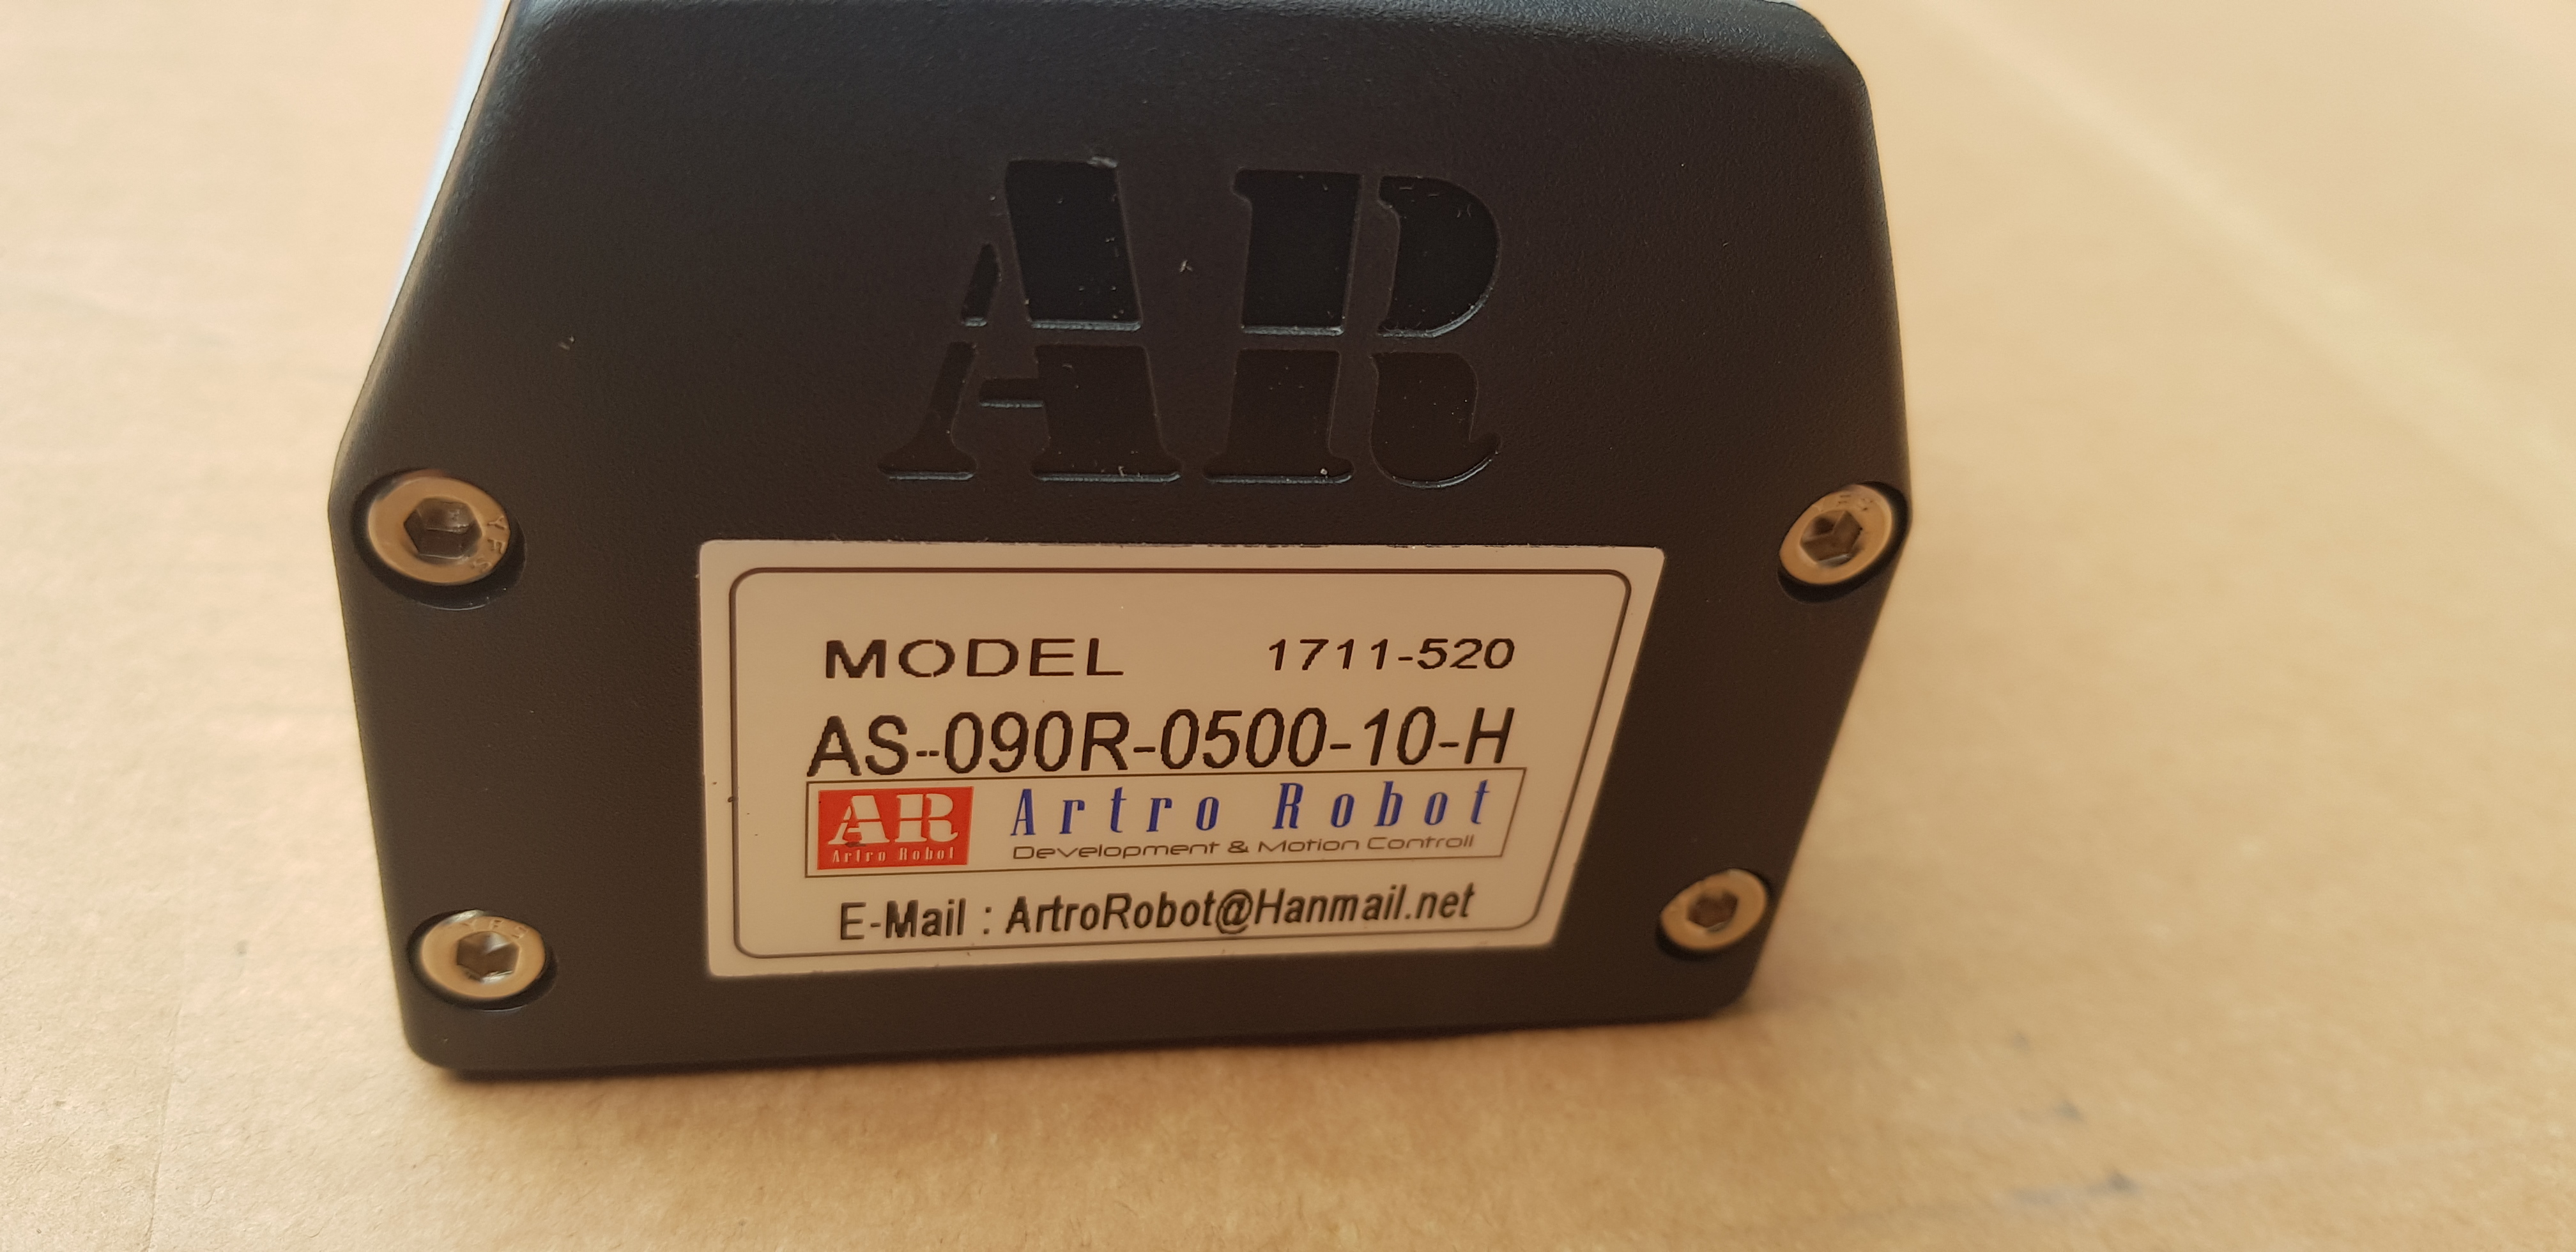 AR
MODEL 1711-520
AS-090R-0500-10-H
AR Artro Robot
Artro Robot
Development & Motion Controll
E-Mail : ArtroRobot@Hanmail.net